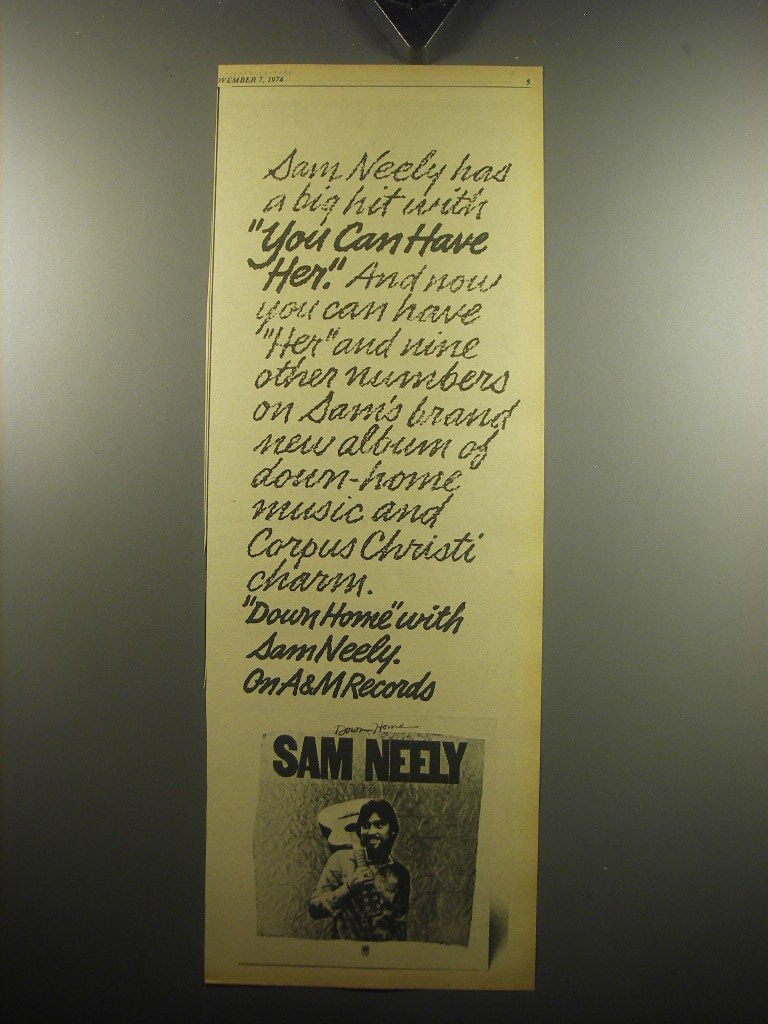 OVEMBER 7, 1974
5
Sam Neely has
a big hit with
"You Can Have
Her." And now
you can have
"Her" and nine
other numbers
on Sam's brand
new album of
down-home
music and
Corpus Christi
charm.
"Down Home" with
Sam Neely.
On A&M Records
Down Home
SAM NEELY